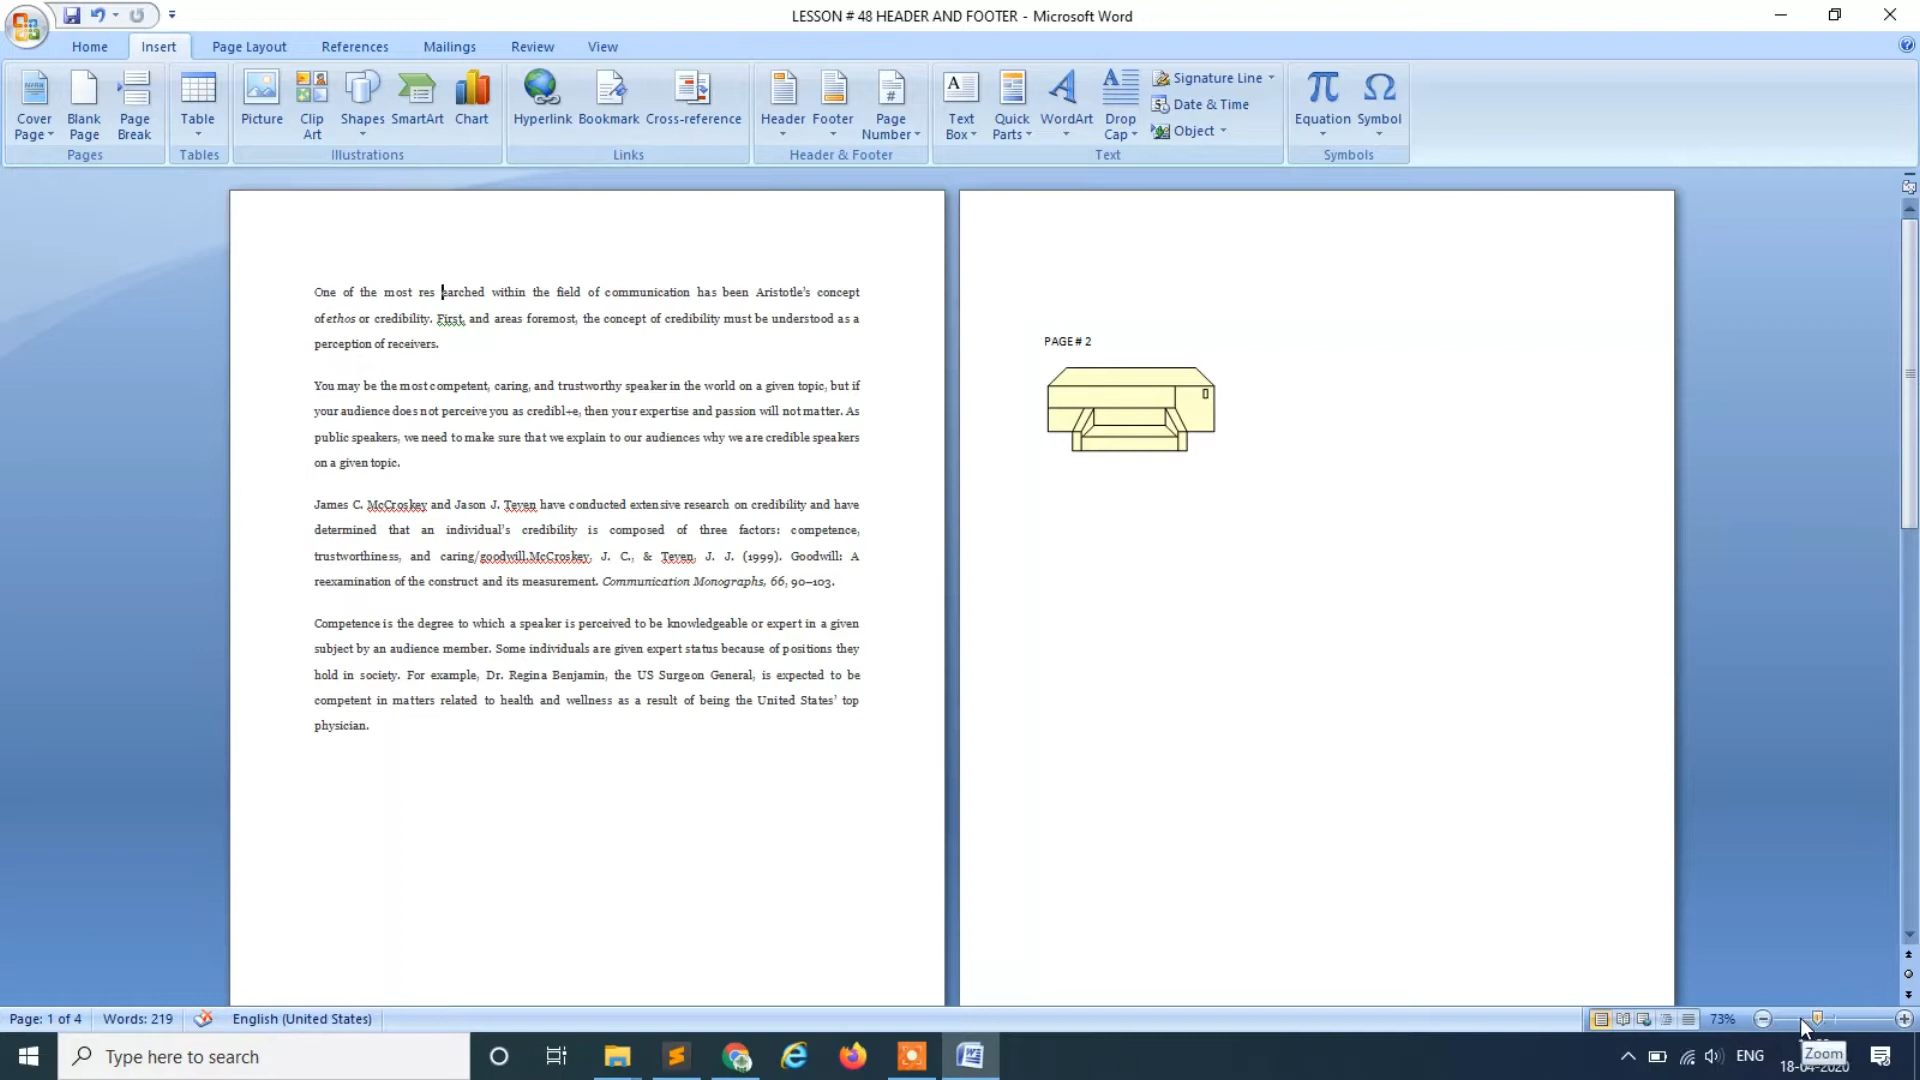 LESSON # 48 HEADER AND FOOTER - Microsoft Word
Home Insert Page Layout References Mailings Review View
Cover Page
Blank Page
Page Break
Table
Picture
Clip Art
Shapes
SmartArt
Chart
Hyperlink
Bookmark
Cross-reference
Header
Footer
Page Number
Text Box
Quick Parts
WordArt
Drop Cap
Signature Line
Date & Time
Object
Equation
Symbol
Pages Tables Illustrations Links Header & Footer Text Symbols
One of the most res earched within the field of communication has been Aristotle's concept
of ethos or credibility. First, and areas foremost, the concept of credibility must be understood as a
perception of receivers.
You may be the most competent, caring, and trustworthy speaker in the world on a given topic, but if
your audience does not perceive you as credibl+e, then your expertise and passion will not matter. As
public speakers, we need to make sure that we explain to our audiences why we are credible speakers
on a given topic.
James C. McCroskey and Jason J. Teven have conducted extensive research on credibility and have
determined that an individual's credibility is composed of three factors: competence,
trustworthiness, and caring/goodwill.McCroskey, J. C., & Teven, J. J. (1999). Goodwill: A
reexamination of the construct and its measurement. Communication Monographs, 66, 90–103.
Competence is the degree to which a speaker is perceived to be knowledgeable or expert in a given
subject by an audience member. Some individuals are given expert status because of positions they
hold in society. For example, Dr. Regina Benjamin, the US Surgeon General, is expected to be
competent in matters related to health and wellness as a result of being the United States' top
physician.
PAGE # 2
Page: 1 of 4 Words: 219 English (United States) 73%
Type here to search
ENG
Zoom
18-04-2020